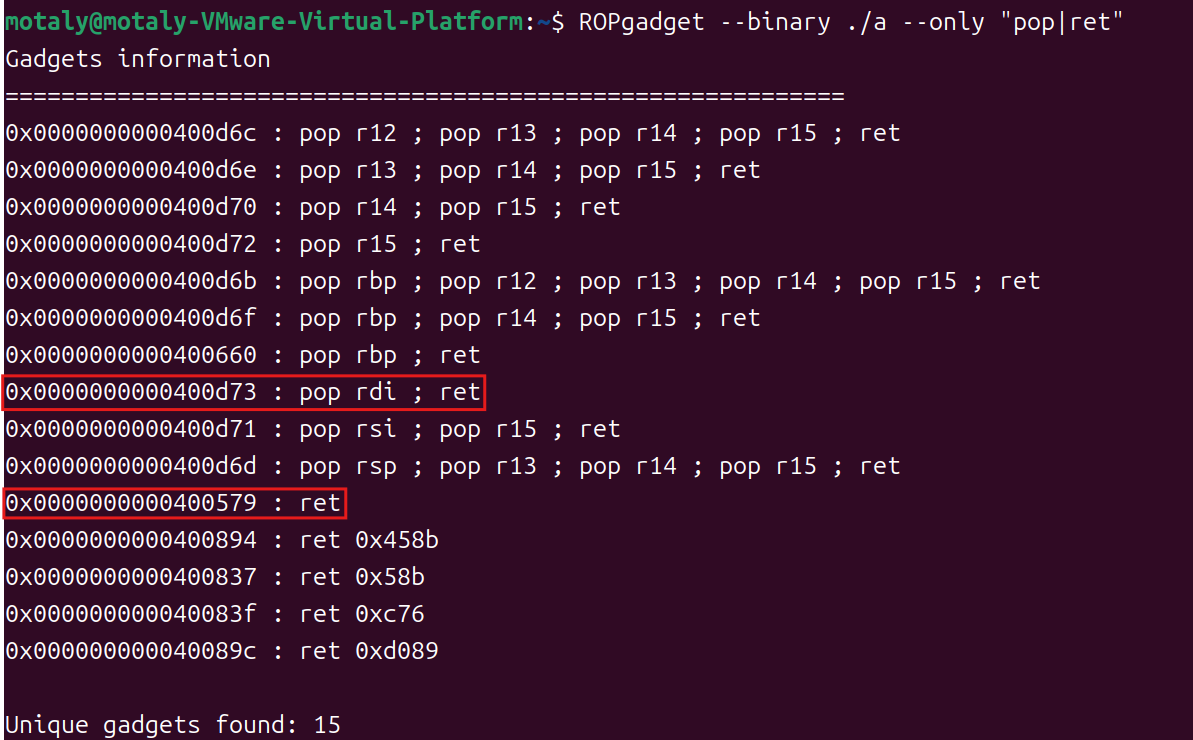 motaly@motaly-VMware-Virtual-Platform:~$ ROPgadget --binary ./a --only "pop|ret"
Gadgets information
============================================================
0x0000000000400d6c : pop r12 ; pop r13 ; pop r14 ; pop r15 ; ret
0x0000000000400d6e : pop r13 ; pop r14 ; pop r15 ; ret
0x0000000000400d70 : pop r14 ; pop r15 ; ret
0x0000000000400d72 : pop r15 ; ret
0x0000000000400d6b : pop rbp ; pop r12 ; pop r13 ; pop r14 ; pop r15 ; ret
0x0000000000400d6f : pop rbp ; pop r14 ; pop r15 ; ret
0x0000000000400660 : pop rbp ; ret
0x0000000000400d73 : pop rdi ; ret
0x0000000000400d71 : pop rsi ; pop r15 ; ret
0x0000000000400d6d : pop rsp ; pop r13 ; pop r14 ; pop r15 ; ret
0x0000000000400579 : ret
0x0000000000400894 : ret 0x458b
0x0000000000400837 : ret 0x58b
0x000000000040083f : ret 0xc76
0x000000000040089c : ret 0xd089
Unique gadgets found: 15